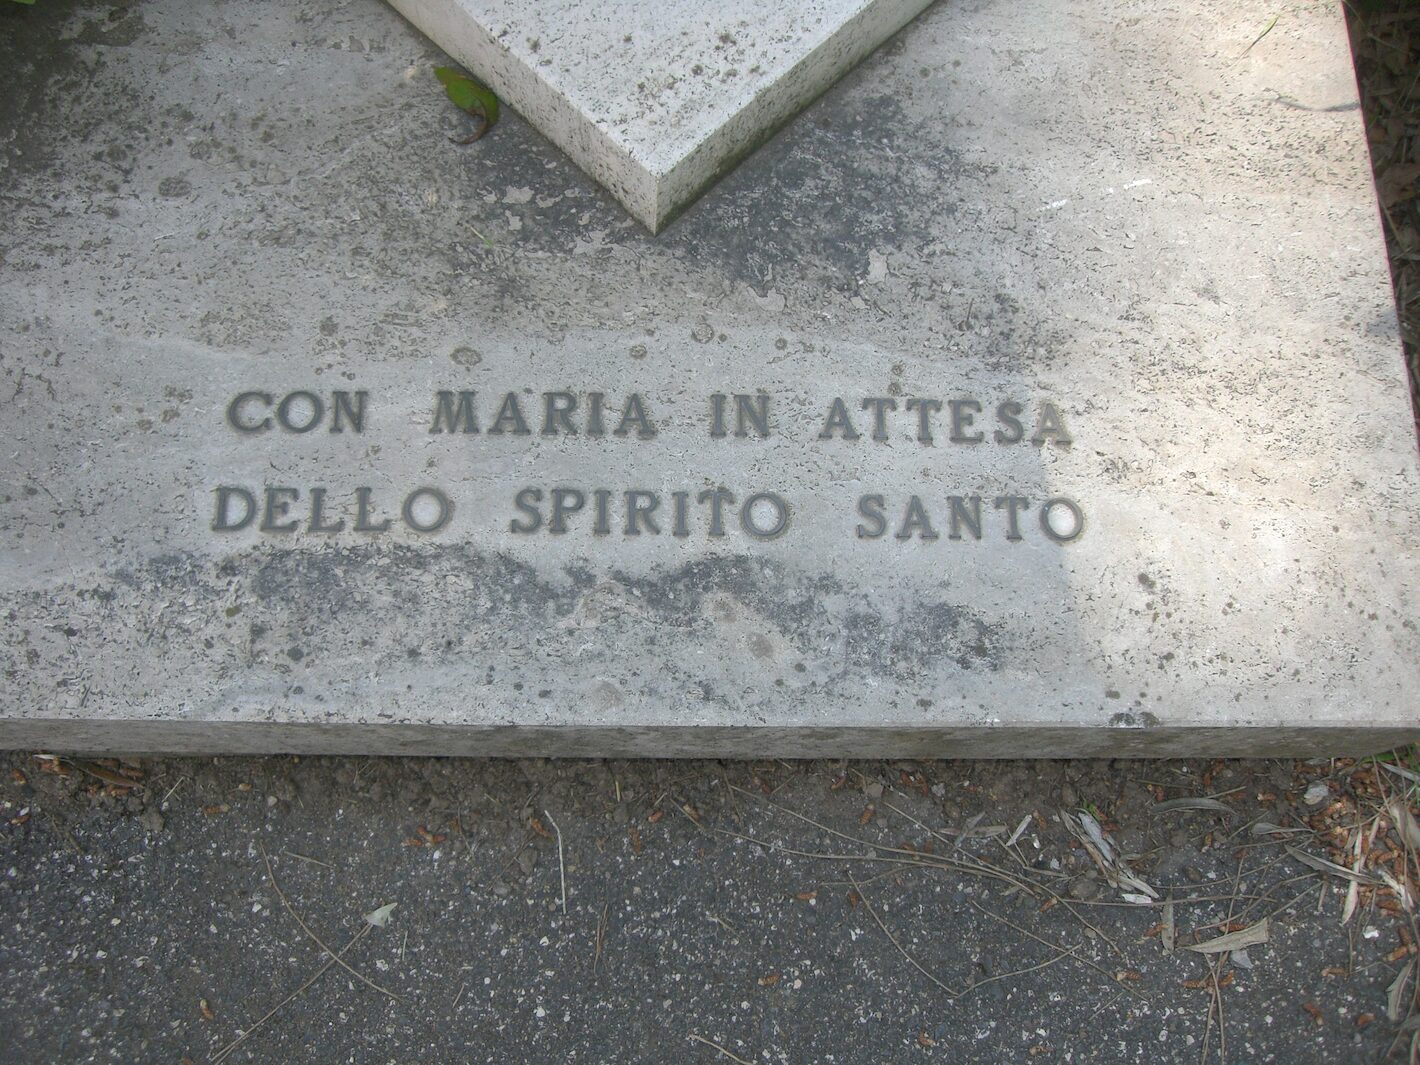 CON MARIA IN ATTESA
DELLO SPIRITO SANTO